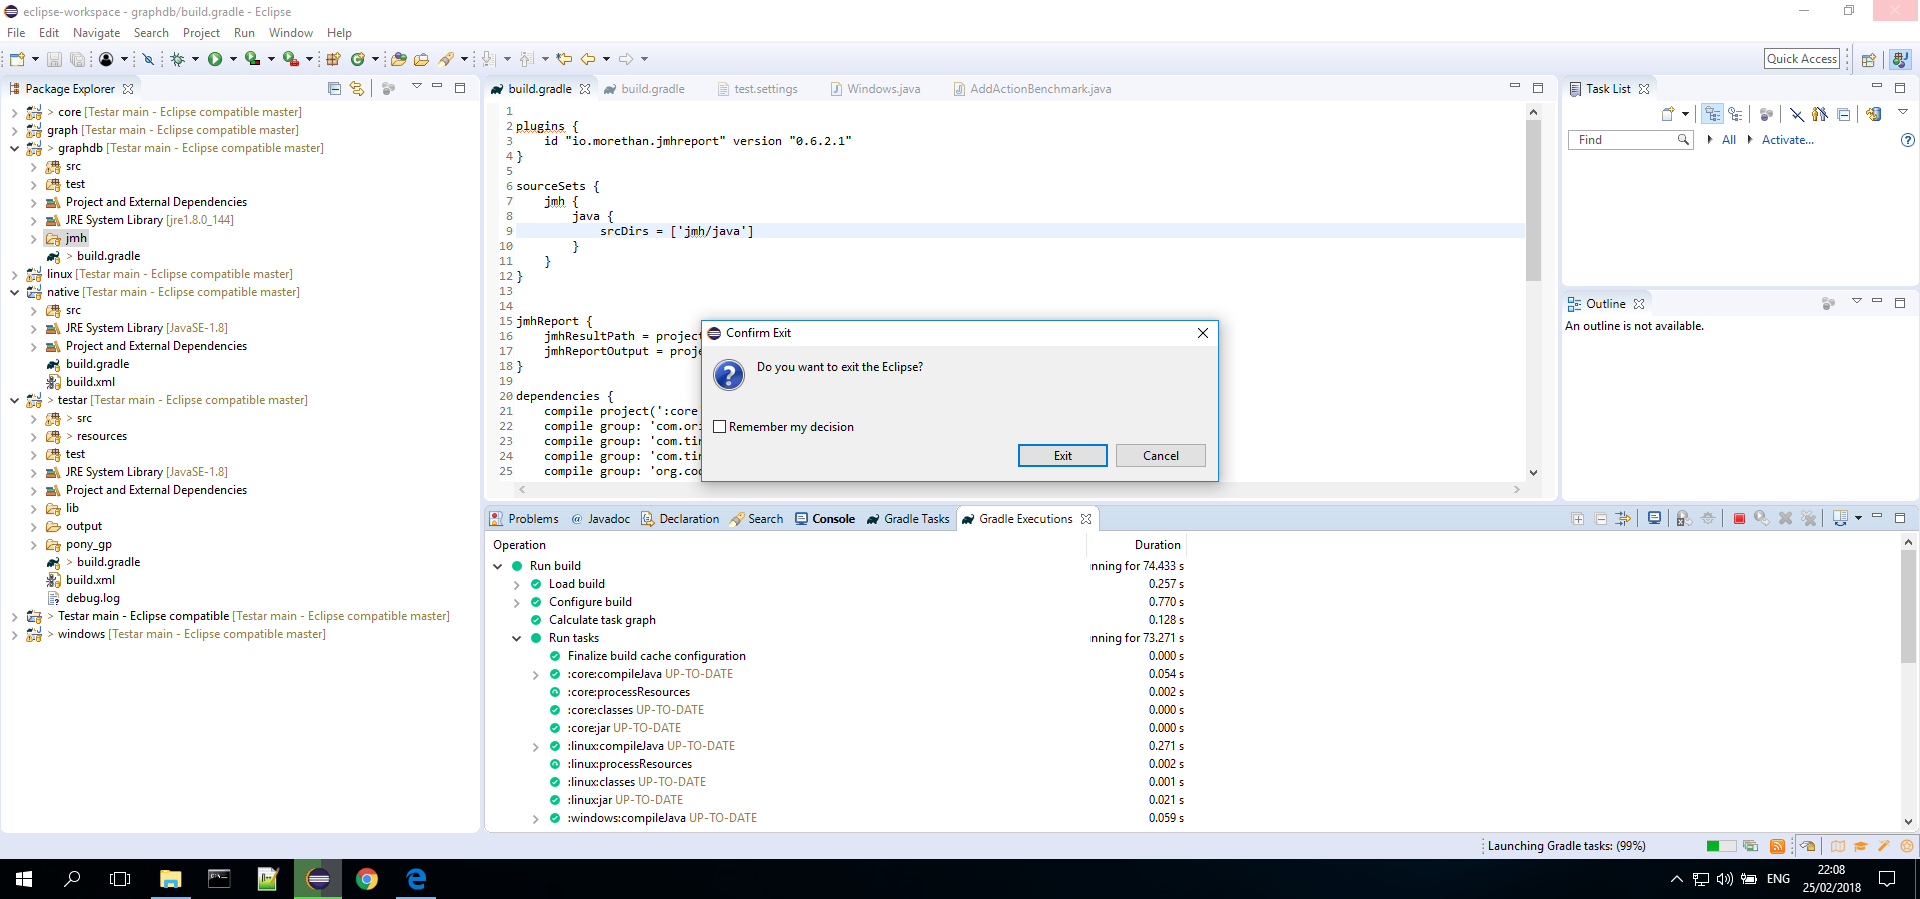 eclipse-workspace - graphdb/build.gradle - Eclipse
File Edit Navigate Search Project Run Window Help
Quick Access
Package Explorer
> core [Testar main - Eclipse compatible master]
graph [Testar main - Eclipse compatible master]
> graphdb [Testar main - Eclipse compatible master]
src
test
Project and External Dependencies
JRE System Library [jre1.8.0_144]
jmh
> build.gradle
linux [Testar main - Eclipse compatible master]
native [Testar main - Eclipse compatible master]
src
JRE System Library [JavaSE-1.8]
Project and External Dependencies
build.gradle
build.xml
> testar [Testar main - Eclipse compatible master]
> src
> resources
test
JRE System Library [JavaSE-1.8]
Project and External Dependencies
lib
output
pony_gp
> build.gradle
build.xml
debug.log
> Testar main - Eclipse compatible [Testar main - Eclipse compatible master]
> windows [Testar main - Eclipse compatible master]
build.gradle build.gradle test.settings Windows.java AddActionBenchmark.java
1
2 plugins {
3 id "io.morethan.jmhreport" version "0.6.2.1"
4 }
5
6 sourceSets {
7 jmh {
8 java {
9 srcDirs = ['jmh/java']
10 }
11 }
12 }
13
14
15 jmhReport {
16 jmhResultPath = project
17 jmhReportOutput = proje
18 }
19
20 dependencies {
21 compile project(':core
22 compile group: 'com.ori
23 compile group: 'com.tin
24 compile group: 'com.tin
25 compile group: 'org.cod
Confirm Exit
Do you want to exit the Eclipse?
Remember my decision
Exit Cancel
Task List
Find All Activate...
Outline
An outline is not available.
Problems @ Javadoc Declaration Search Console Gradle Tasks Gradle Executions
Operation Duration
Run build nning for 74.433 s
Load build 0.257 s
Configure build 0.770 s
Calculate task graph 0.128 s
Run tasks nning for 73.271 s
Finalize build cache configuration 0.000 s
:core:compileJava UP-TO-DATE 0.054 s
:core:processResources 0.002 s
:core:classes UP-TO-DATE 0.000 s
:core:jar UP-TO-DATE 0.000 s
:linux:compileJava UP-TO-DATE 0.271 s
:linux:processResources 0.002 s
:linux:classes UP-TO-DATE 0.001 s
:linux:jar UP-TO-DATE 0.021 s
:windows:compileJava UP-TO-DATE 0.059 s
Launching Gradle tasks: (99%)
ENG
22:08
25/02/2018